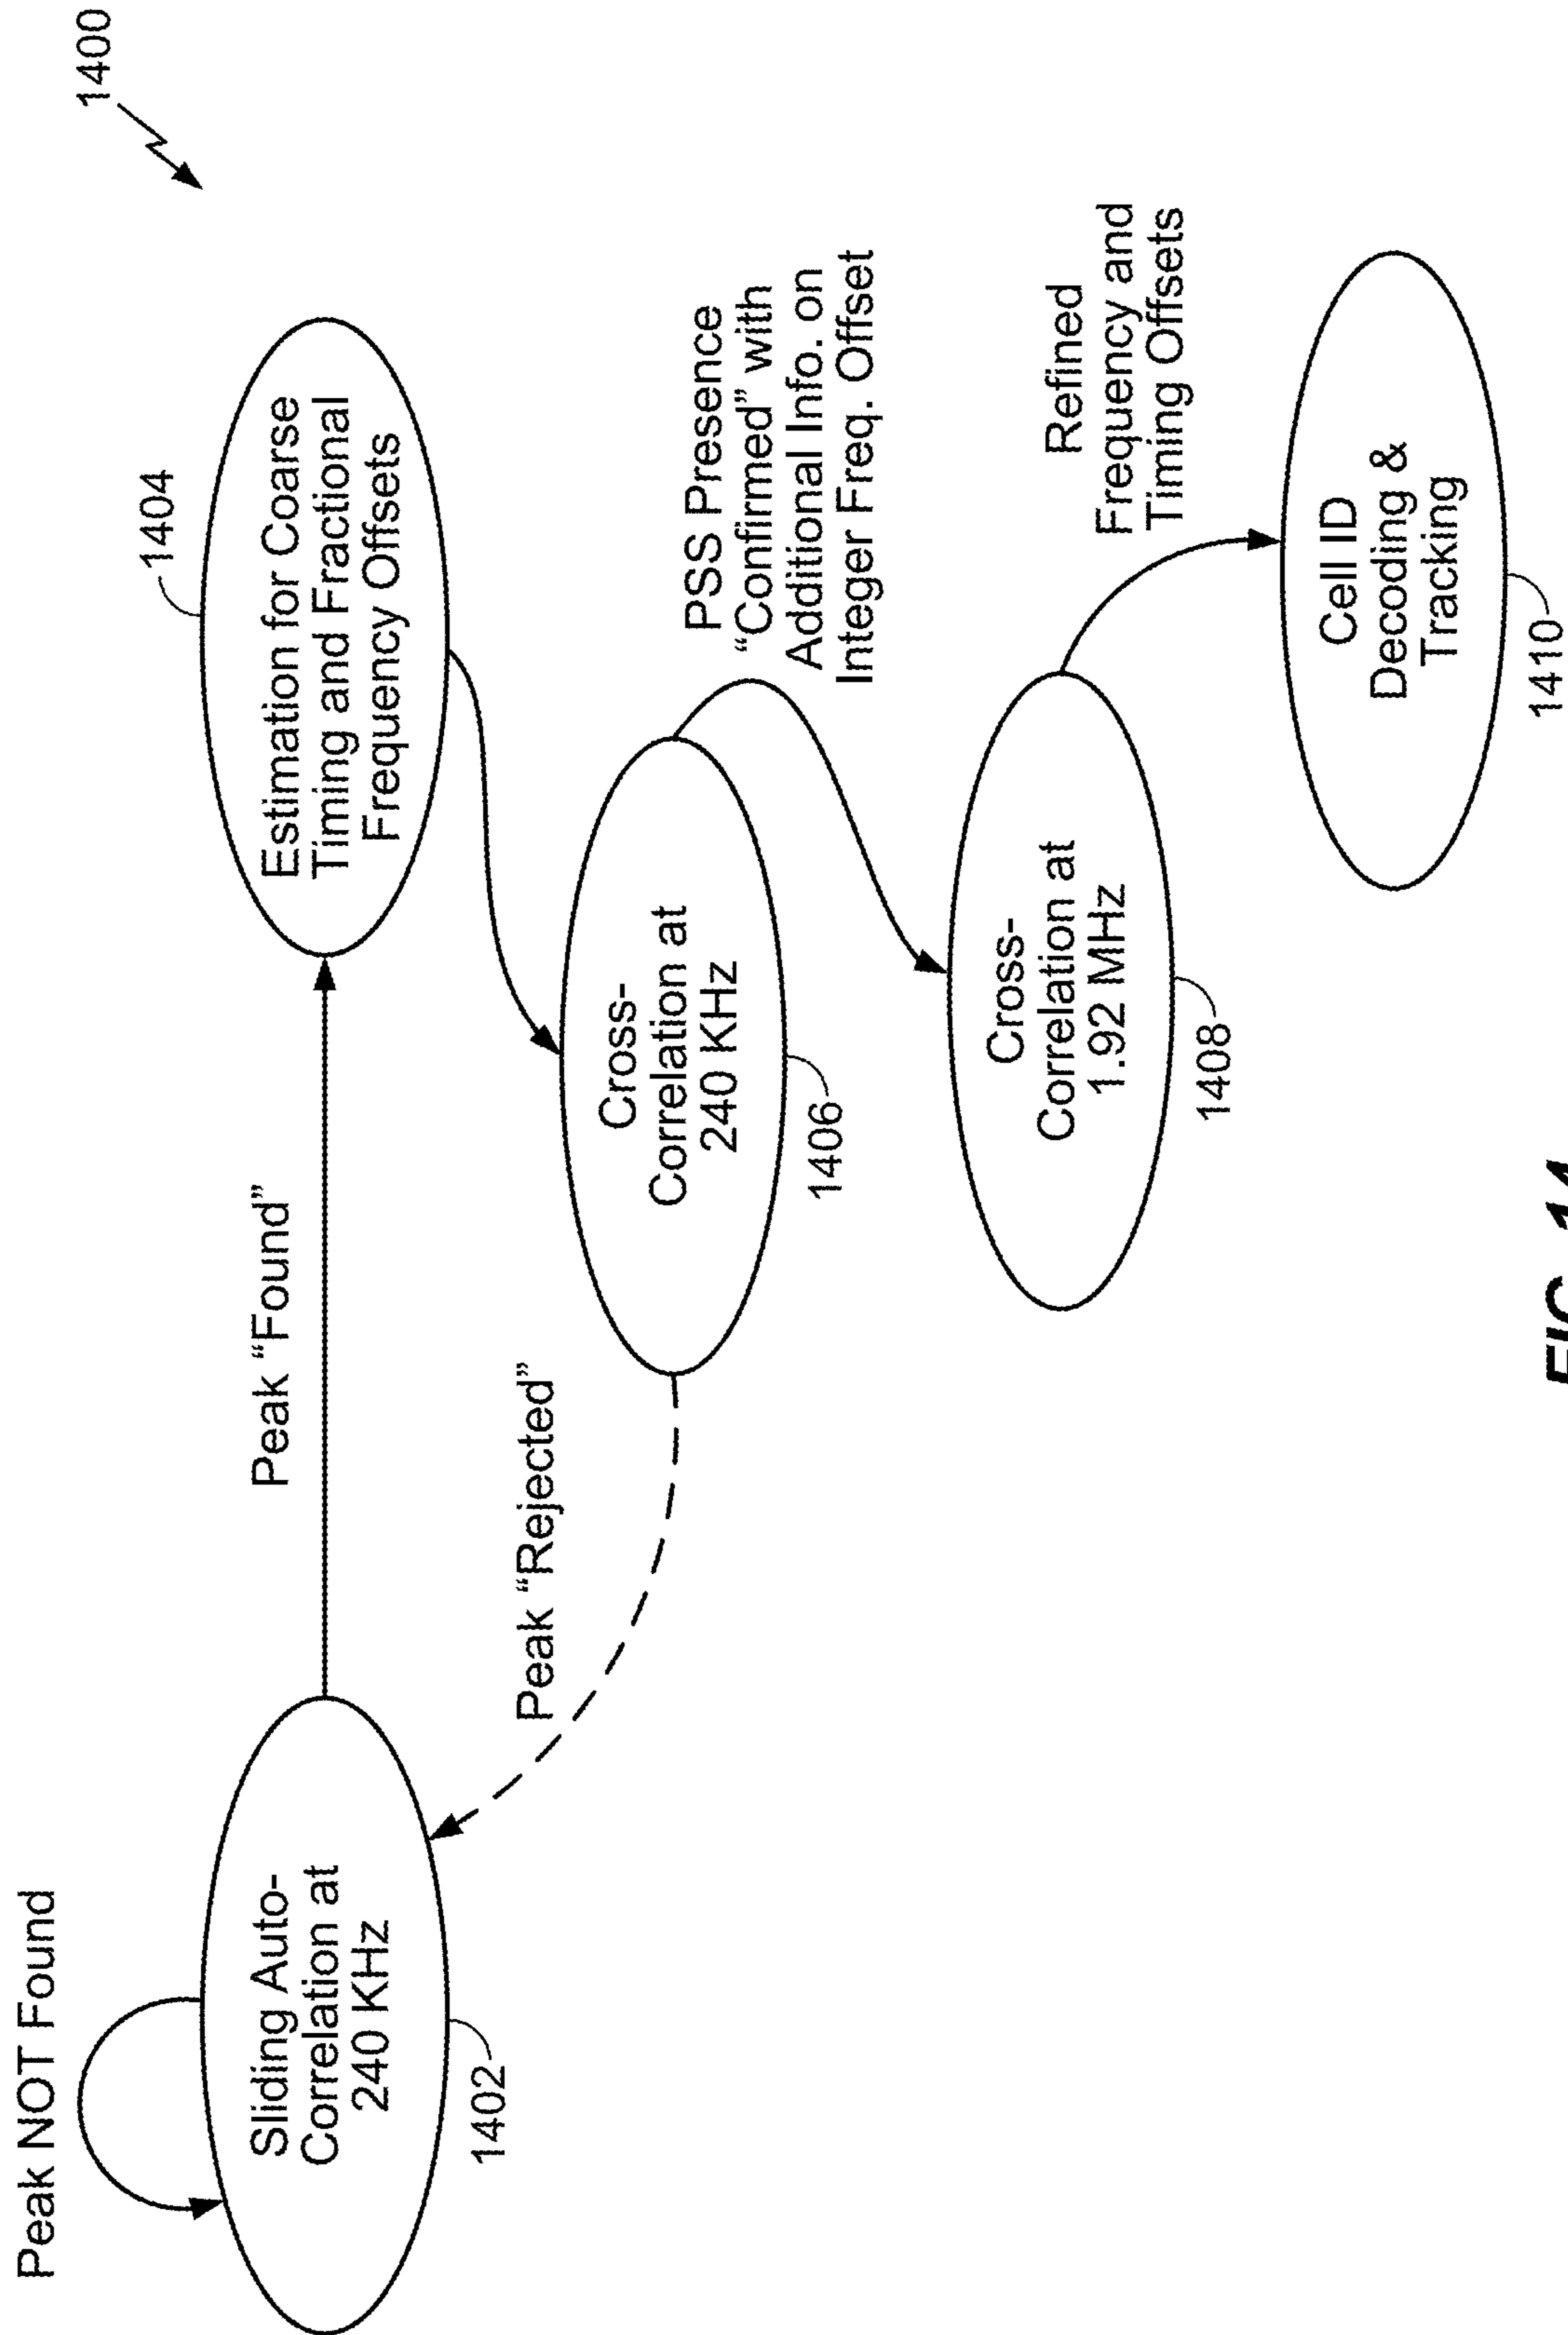 1400
Peak NOT Found
Sliding Auto-
Correlation at
240 KHz
1402
Peak “Found”
1404
Estimation for Coarse
Timing and Fractional
Frequency Offsets
Peak “Rejected”
Cross-
Correlation at
240 KHz
1406
PSS Presence
“Confirmed” with
Additional Info. on
Integer Freq. Offset
Cross-
Correlation at
1.92 MHz
1408
Refined
Frequency and
Timing Offsets
Cell ID
Decoding &
Tracking
1410
FIG. 14